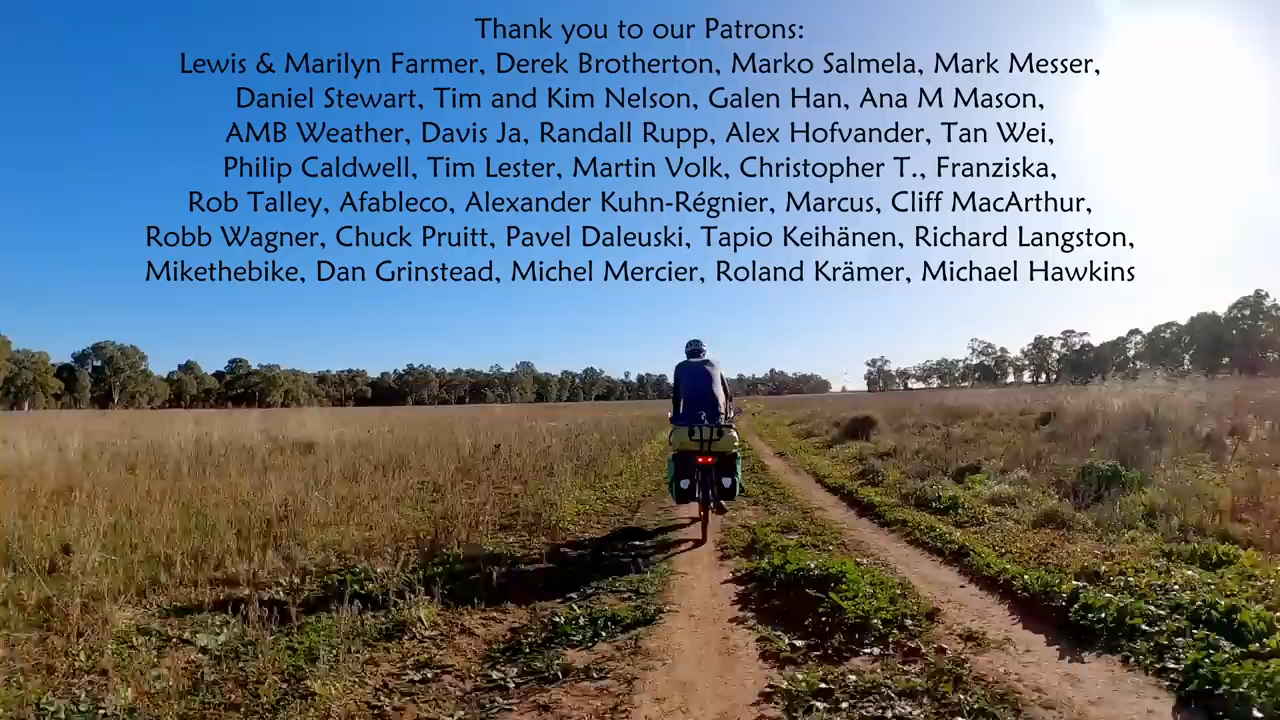 Thank you to our Patrons:
Lewis & Marilyn Farmer, Derek Brotherton, Marko Salmela, Mark Messer,
Daniel Stewart, Tim and Kim Nelson, Galen Han, Ana M Mason,
AMB Weather, Davis Ja, Randall Rupp, Alex Hofvander, Tan Wei,
Philip Caldwell, Tim Lester, Martin Volk, Christopher T., Franziska,
Rob Talley, Afableco, Alexander Kuhn-Régnier, Marcus, Cliff MacArthur,
Robb Wagner, Chuck Pruitt, Pavel Daleuski, Tapio Keihänen, Richard Langston,
Mikethebike, Dan Grinstead, Michel Mercier, Roland Krämer, Michael Hawkins